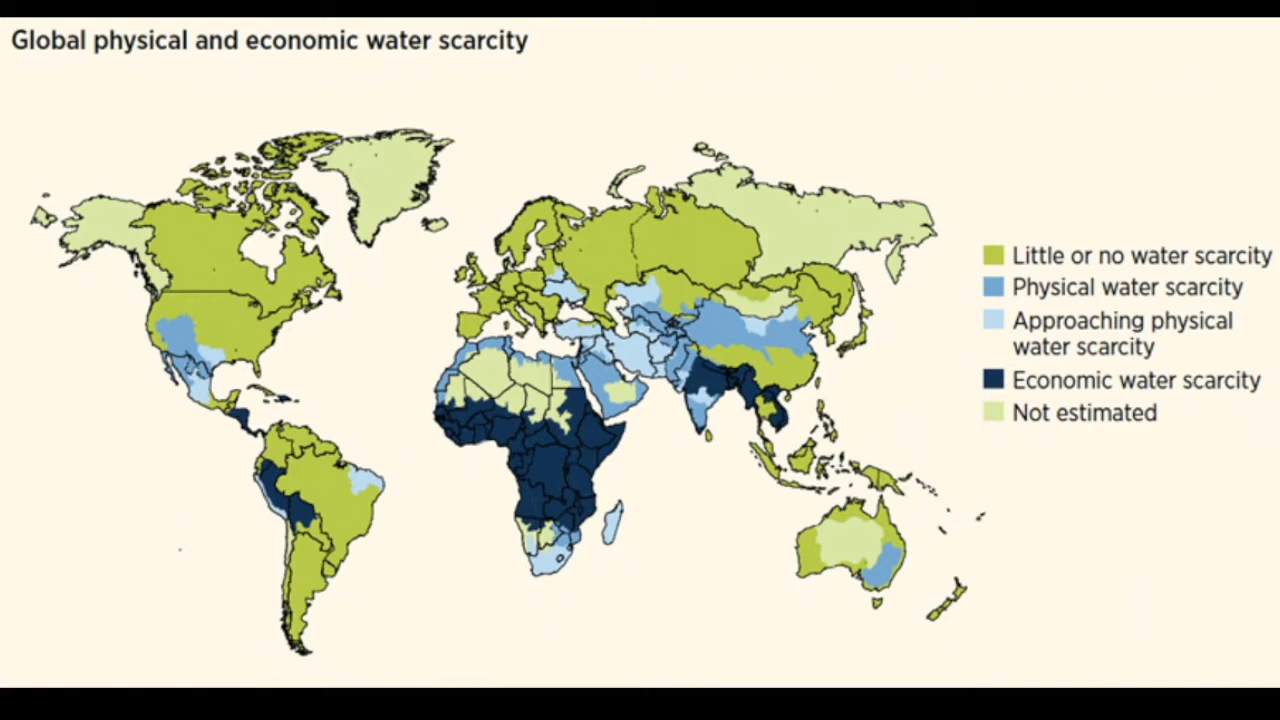 Global physical and economic water scarcity
Little or no water scarcity
Physical water scarcity
Approaching physical
water scarcity
Economic water scarcity
Not estimated